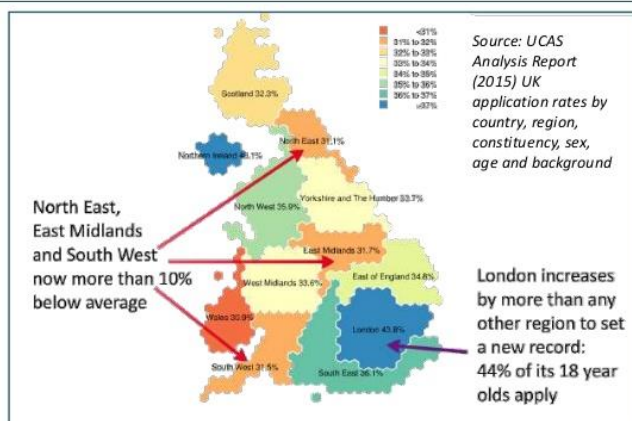 <31%
31% to 32%
32% to 33%
33% to 34%
34% to 35%
35% to 36%
36% to 37%
≥37%
Source: UCAS
Analysis Report
(2015) UK
application rates by
country, region,
constituency, sex,
age and background
Scotland 32.3%
North East 31.1%
Northern Ireland 48.1%
Yorkshire and The Humber 33.7%
North West 35.9%
North East,
East Midlands
and South West
now more than 10%
below average
East Midlands 31.7%
West Midlands 33.6%
East of England 34.8%
Wales 30.9%
London 43.8%
South West 31.5%
South East 36.1%
London increases
by more than any
other region to set
a new record:
44% of its 18 year
olds apply